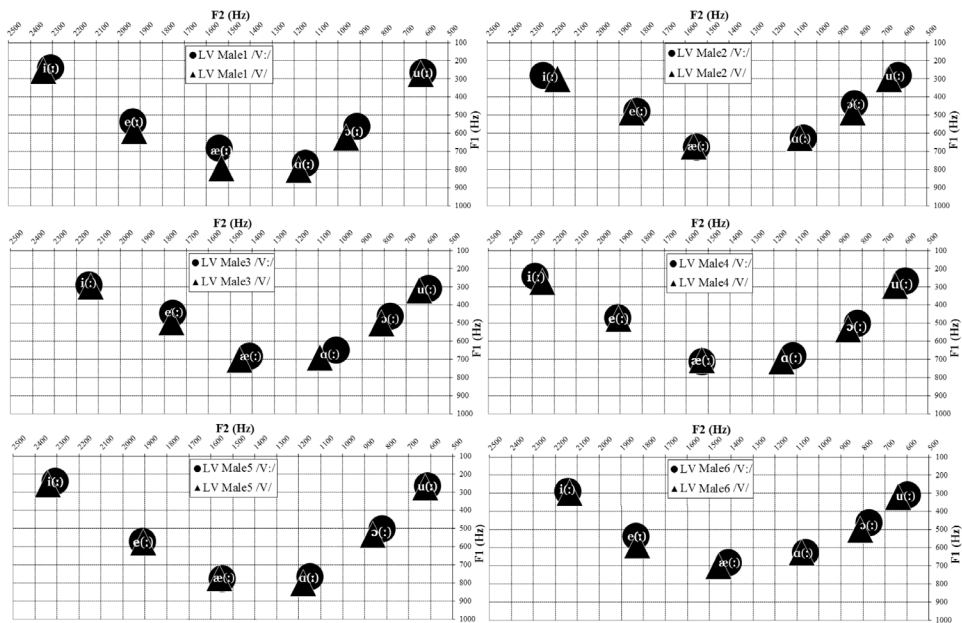 F2 (Hz)
2500 2400 2300 2200 2100 2000 1900 1800 1700 1600 1500 1400 1300 1200 1100 1000 900 800 700 600 500
LV Male1 /V:/
LV Male1 /V/
i(:) u(:)
e(:) ɔ(:)
æ(:) ɑ(:)
100
200
300
400
500
600
700
800
900
1000
F1 (Hz)
F2 (Hz)
2500 2400 2300 2200 2100 2000 1900 1800 1700 1600 1500 1400 1300 1200 1100 1000 900 800 700 600 500
LV Male2 /V:/
LV Male2 /V/
i(:) u(:)
e(:) ɔ(:)
æ(:) ɑ(:)
100
200
300
400
500
600
700
800
900
1000
F1 (Hz)
F2 (Hz)
2500 2400 2300 2200 2100 2000 1900 1800 1700 1600 1500 1400 1300 1200 1100 1000 900 800 700 600 500
LV Male3 /V:/
LV Male3 /V/
i(:) u(:)
e(:) ɔ(:)
æ(:) ɑ(:)
100
200
300
400
500
600
700
800
900
1000
F1 (Hz)
F2 (Hz)
2500 2400 2300 2200 2100 2000 1900 1800 1700 1600 1500 1400 1300 1200 1100 1000 900 800 700 600 500
LV Male4 /V:/
LV Male4 /V/
i(:) u(:)
e(:) ɔ(:)
æ(:) ɑ(:)
100
200
300
400
500
600
700
800
900
1000
F1 (Hz)
F2 (Hz)
2500 2400 2300 2200 2100 2000 1900 1800 1700 1600 1500 1400 1300 1200 1100 1000 900 800 700 600 500
LV Male5 /V:/
LV Male5 /V/
i(:) u(:)
e(:) ɔ(:)
æ(:) ɑ(:)
100
200
300
400
500
600
700
800
900
1000
F1 (Hz)
F2 (Hz)
2500 2400 2300 2200 2100 2000 1900 1800 1700 1600 1500 1400 1300 1200 1100 1000 900 800 700 600 500
LV Male6 /V:/
LV Male6 /V/
i(:) u(:)
e(:) ɔ(:)
æ(:) ɑ(:)
100
200
300
400
500
600
700
800
900
1000
F1 (Hz)